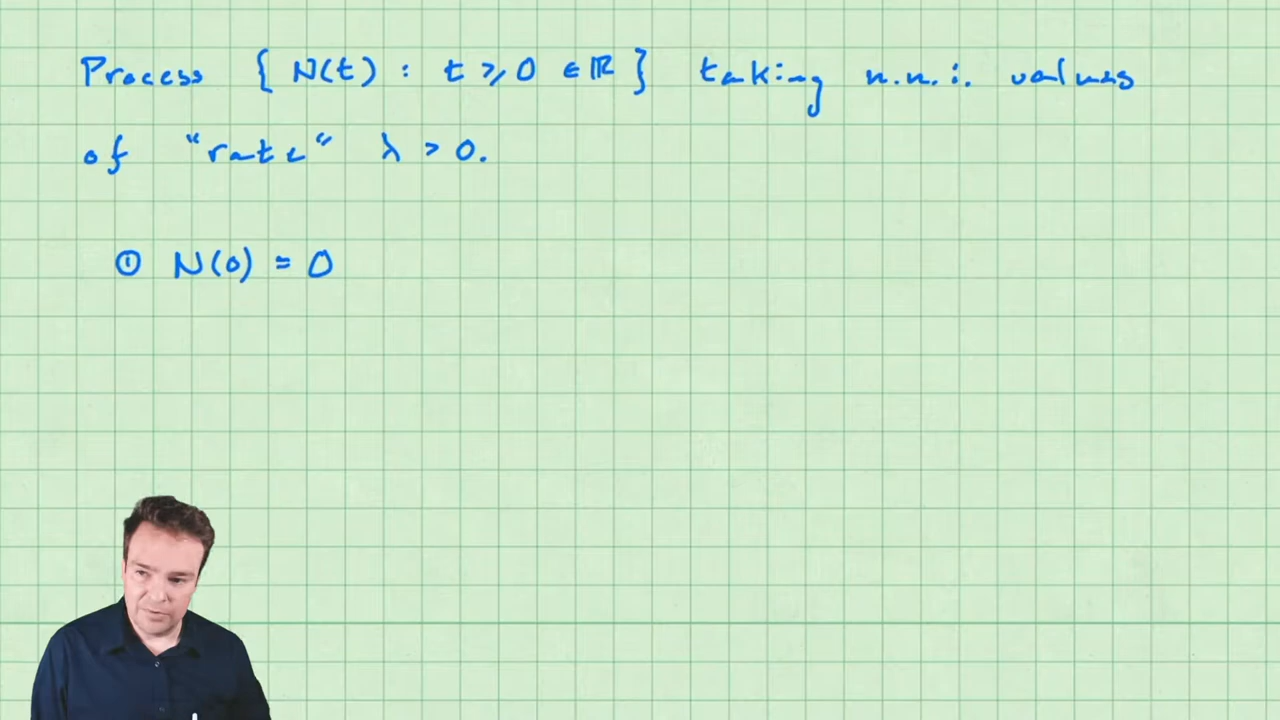 Process { N(t) : t ⩾ 0 ∈ ℝ } taking n.n.i. values
of "rate" λ > 0.
① N(0) = 0